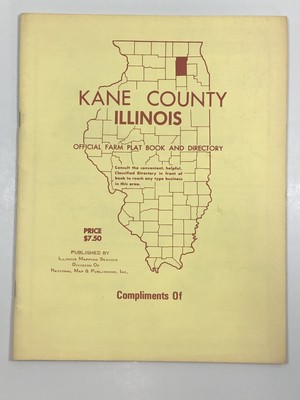 KANE COUNTY
ILLINOIS
OFFICIAL FARM PLAT BOOK AND DIRECTORY
Consult the convenient, helpful,
Classified Directory in front of
book to reach any type business
in this area.
PRICE
$7.50
PUBLISHED BY
ILLINOIS MAPPING SERVICE
DIVISION OF
NATIONAL MAP & PUBLISHING, INC.
Compliments Of